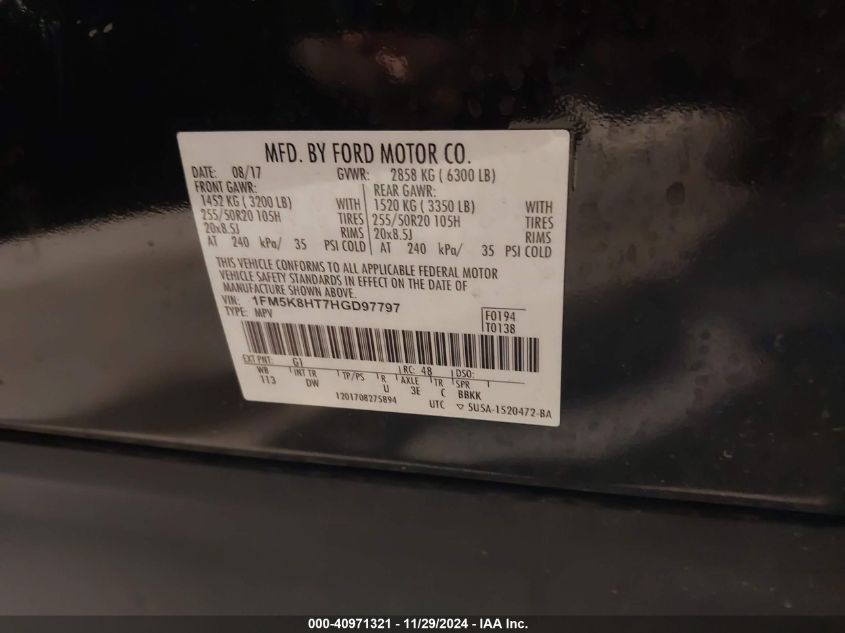 MFD. BY FORD MOTOR CO.
DATE: 08/17 GVWR: 2858 KG ( 6300 LB)
FRONT GAWR: REAR GAWR:
1452 KG ( 3200 LB) WITH 1520 KG ( 3350 LB) WITH
255/50R20 105H TIRES 255/50R20 105H TIRES
20x8.5J RIMS 20x8.5J RIMS
AT 240 kPa/ 35 PSI COLD AT 240 kPa/ 35 PSI COLD
THIS VEHICLE CONFORMS TO ALL APPLICABLE FEDERAL MOTOR
VEHICLE SAFETY STANDARDS IN EFFECT ON THE DATE OF
MANUFACTURE SHOWN ABOVE.
VIN: 1FM5K8HT7HGD97797 F0194
TYPE: MPV T0138
EXT PNT: G1 RC: 48 DSO:
WB INT TR TP/PS R AXLE TR SPR
113 DW U 3E C BBKK
1201708275894 UTC ▽ 5U5A-1520472-BA
000-40971321 - 11/29/2024 - IAA Inc.